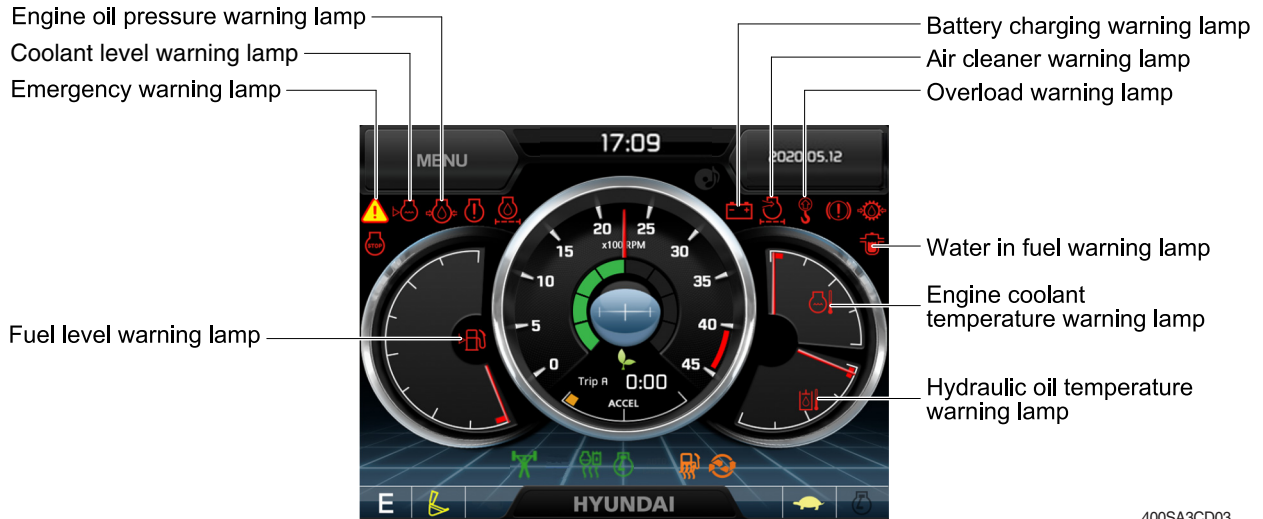 Engine oil pressure warning lamp
Coolant level warning lamp
Emergency warning lamp
Fuel level warning lamp
Battery charging warning lamp
Air cleaner warning lamp
Overload warning lamp
Water in fuel warning lamp
Engine coolant
temperature warning lamp
Hydraulic oil temperature
warning lamp
MENU
17:09
2020.05.12
STOP
20 25
x100 RPM
15 30
10 35
5 40
0 45
Trip A 0:00
ACCEL
E
HYUNDAI
400SA3CD03